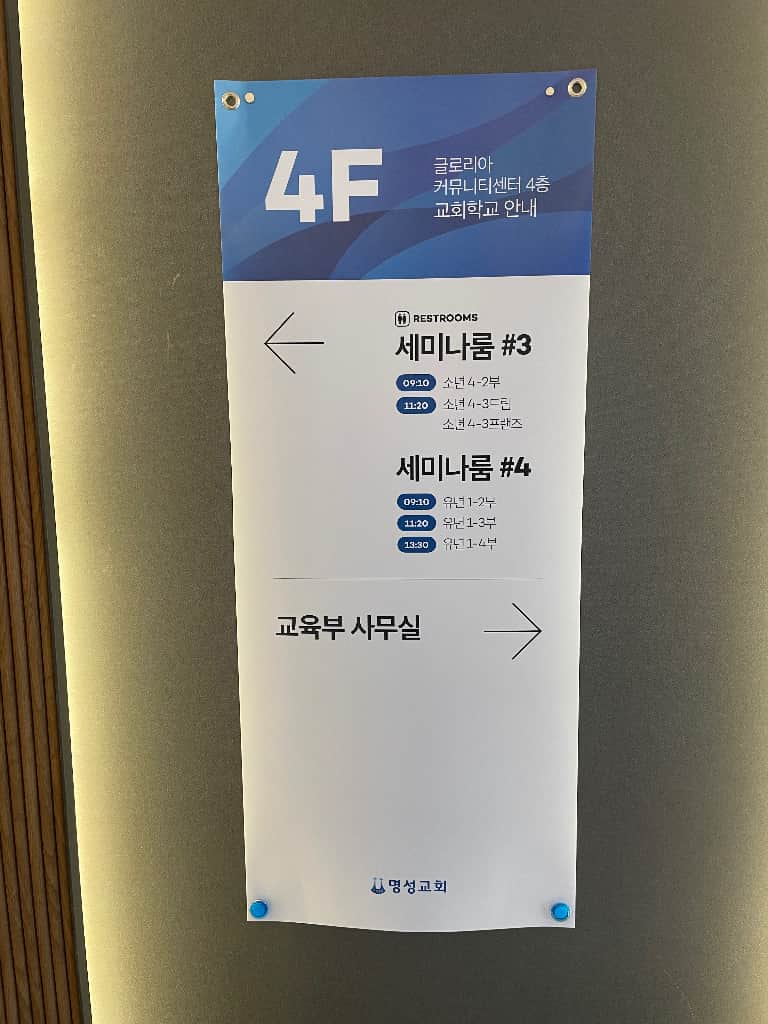 4F
글로리아
커뮤니티센터 4층
교회학교 안내
RESTROOMS
세미나룸 #3
09:10 소년 4-2부
11:20 소년 4-3드림
소년 4-3프랜즈
세미나룸 #4
09:10 유년 1-2부
11:20 유년 1-3부
13:30 유년 1-4부
교육부 사무실
명성교회